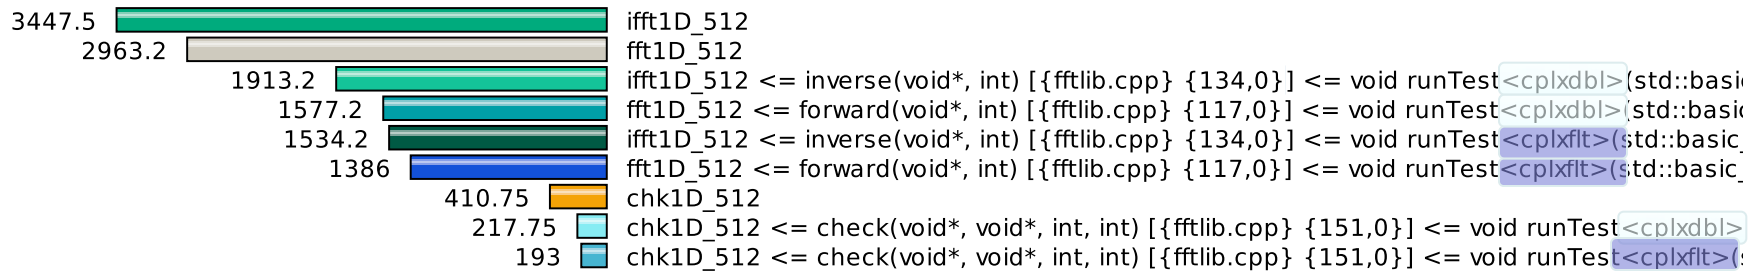 3447.5 ifft1D_512
2963.2 fft1D_512
1913.2 ifft1D_512 <= inverse(void*, int) [{fftlib.cpp} {134,0}] <= void runTest<cplxdbl>(std::basic
1577.2 fft1D_512 <= forward(void*, int) [{fftlib.cpp} {117,0}] <= void runTest<cplxdbl>(std::basic
1534.2 ifft1D_512 <= inverse(void*, int) [{fftlib.cpp} {134,0}] <= void runTest<cplxflt>(std::basic_
1386 fft1D_512 <= forward(void*, int) [{fftlib.cpp} {117,0}] <= void runTest<cplxflt>(std::basic_
410.75 chk1D_512
217.75 chk1D_512 <= check(void*, void*, int, int) [{fftlib.cpp} {151,0}] <= void runTest<cplxdbl>
193 chk1D_512 <= check(void*, void*, int, int) [{fftlib.cpp} {151,0}] <= void runTest<cplxflt>(s